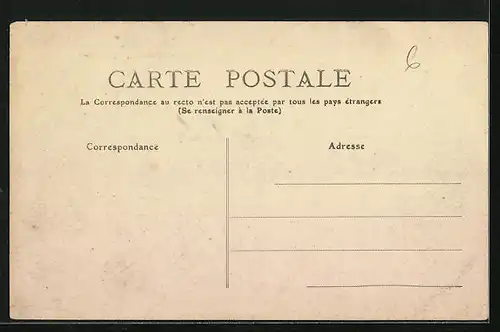 6
CARTE POSTALE
La Correspondance au recto n'est pas acceptée par tous les pays étrangers
(Se renseigner à la Poste)
Correspondance
Adresse